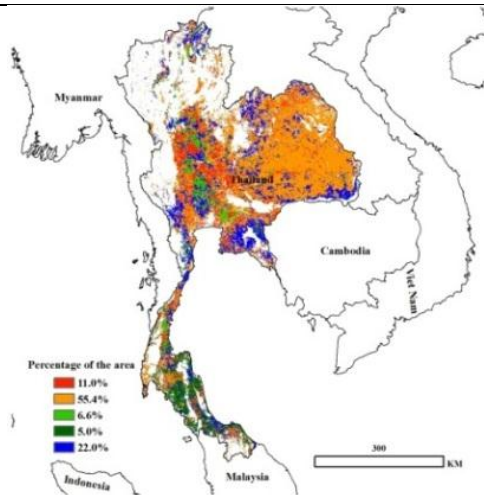 Myanmar
Thailand
Cambodia
Viet Nam
Percentage of the area
11.0%
55.4%
6.6%
5.0%
22.0%
300
KM
Malaysia
Indonesia